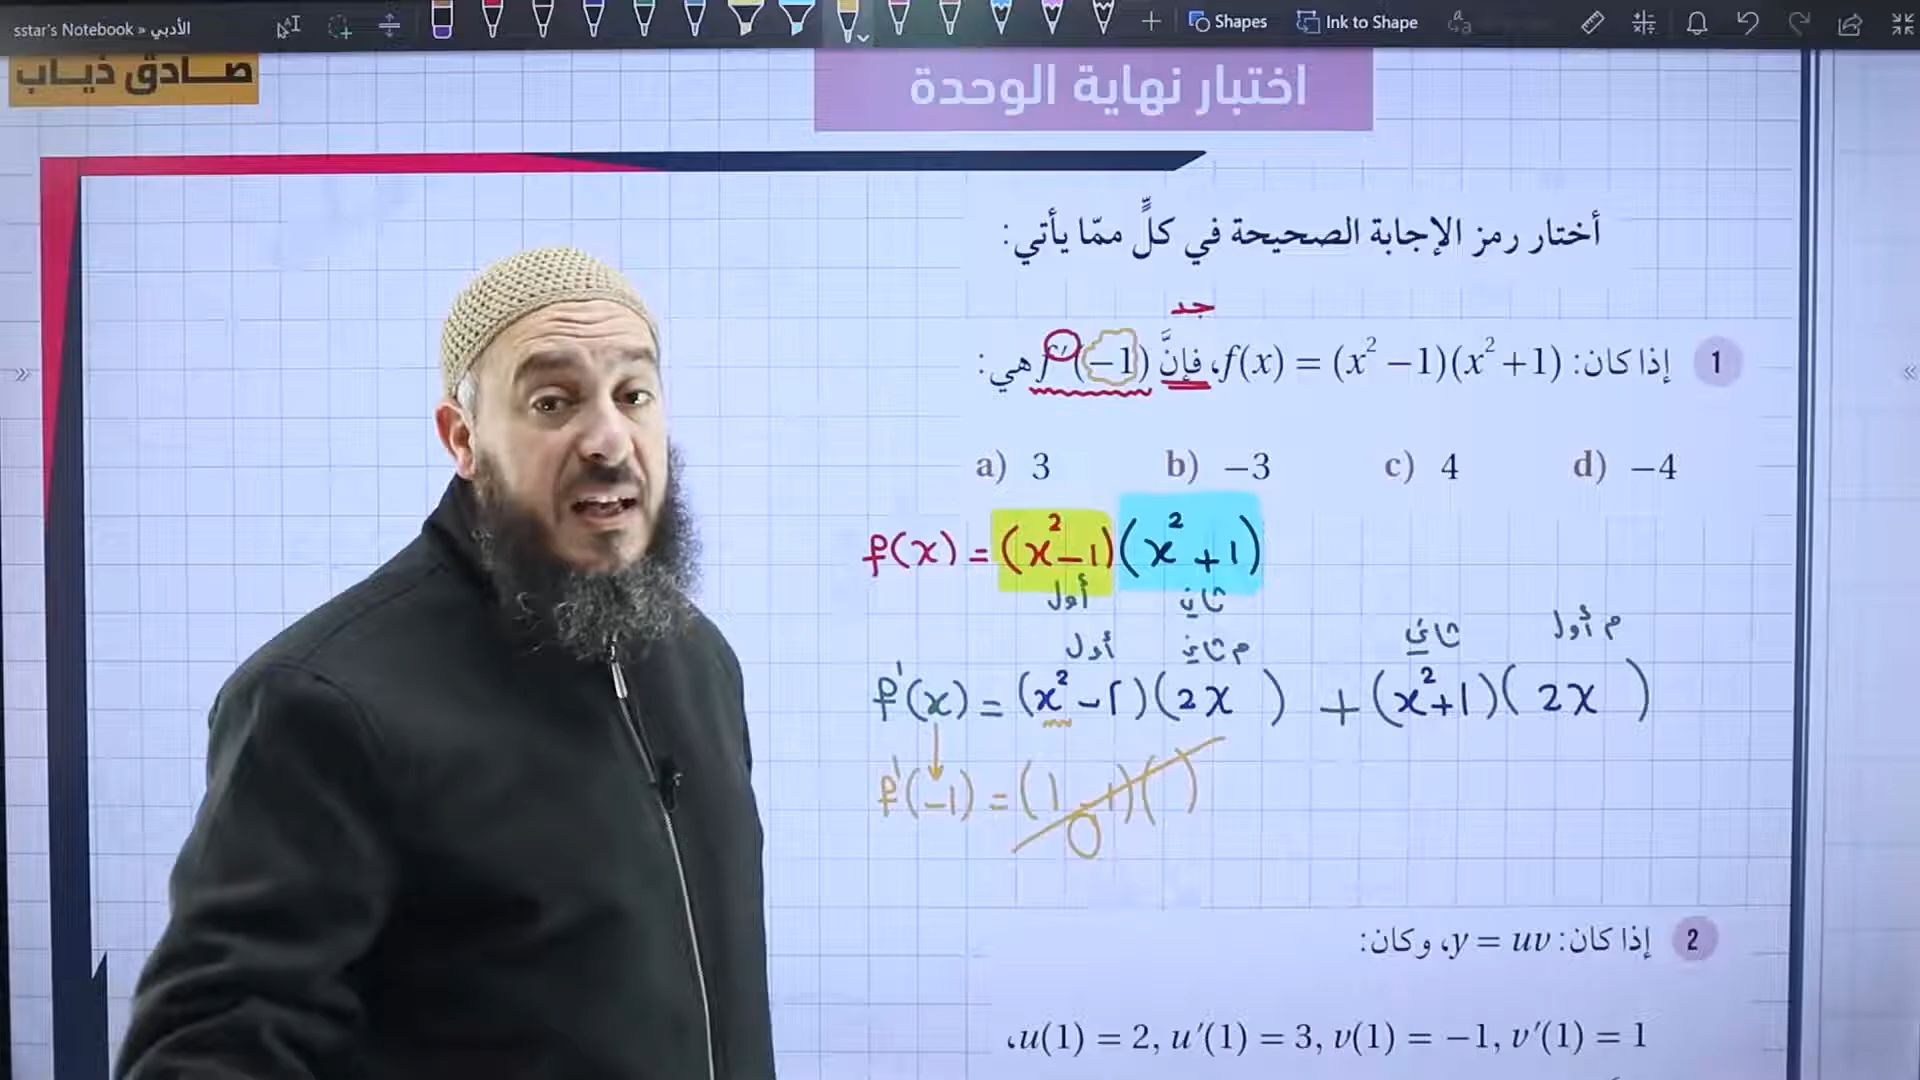 sstar's Notebook » الأدبي
Shapes
Ink to Shape
صادق ذياب
اختبار نهاية الوحدة
أختار رمز الإجابة الصحيحة في كلٍّ ممّا يأتي:
جد
1 إذا كان: f(x) = (x² −1)(x² +1)، فإنَّ f′(−1) هي:
a) 3 b) −3 c) 4 d) −4
f(x) = (x²−1)(x²+1)
أول ثاني
أول م ثاني ثاني م أول
f'(x) = (x²−1)(2x ) + (x²+1)( 2x )
f'(−1) = (1−1)( )
0
2 إذا كان: y = uv، وكان:
u(1) = 2, u′(1) = 3, v(1) = −1, v′(1) = 1،